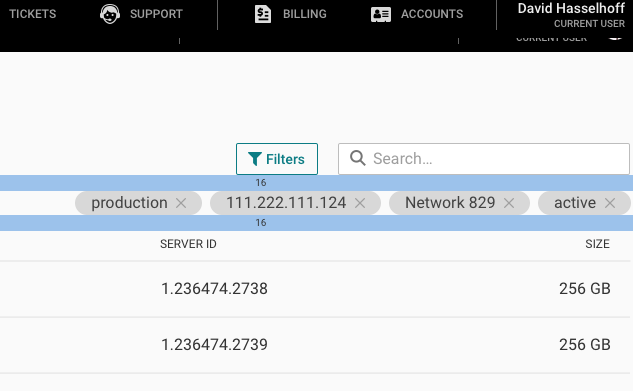 TICKETS SUPPORT BILLING ACCOUNTS David Hasselhoff
CURRENT USER
CURRENT USER
Filters Search...
16
production 111.222.111.124 Network 829 active
16
SERVER ID SIZE
1.236474.2738 256 GB
1.236474.2739 256 GB